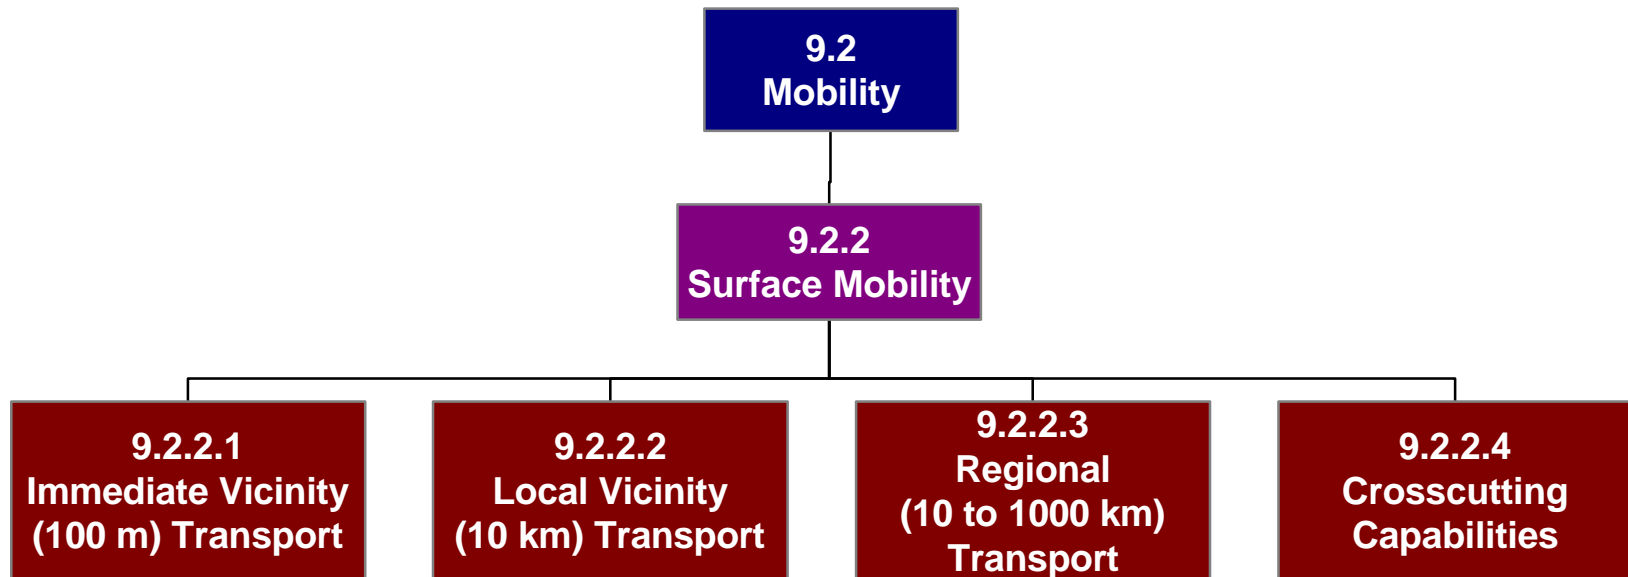 9.2
Mobility
9.2.2
Surface Mobility
9.2.2.1
Immediate Vicinity
(100 m) Transport
9.2.2.2
Local Vicinity
(10 km) Transport
9.2.2.3
Regional
(10 to 1000 km)
Transport
9.2.2.4
Crosscutting
Capabilities